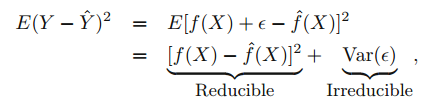 E(Y − Ŷ)² = E[f(X) + ϵ − f̂(X)]²
= [f(X) − f̂(X)]² + Var(ϵ) ,
Reducible Irreducible